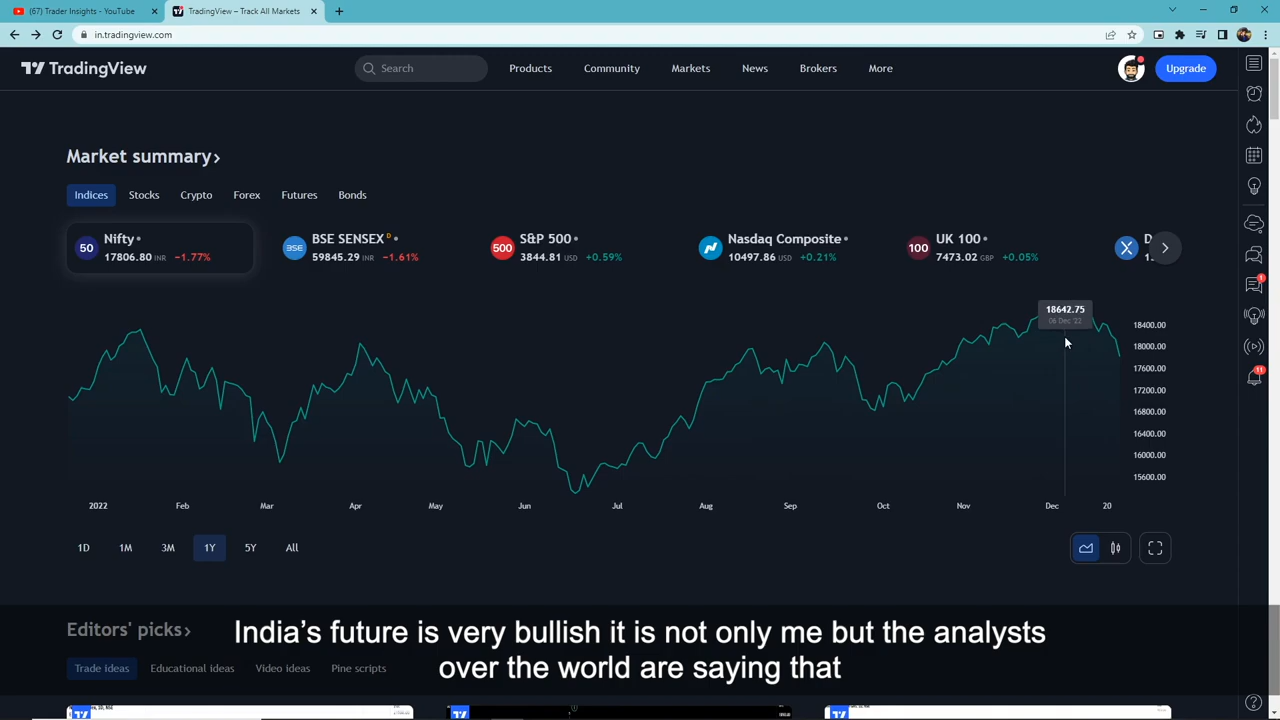 (67) Trader Insights - YouTube
TradingView – Track All Markets
in.tradingview.com
TradingView
Search
Products
Community
Markets
News
Brokers
More
Upgrade
Market summary
Indices
Stocks
Crypto
Forex
Futures
Bonds
50
Nifty
17806.80 INR −1.77%
BSE
BSE SENSEX D
59845.29 INR −1.61%
500
S&P 500
3844.81 USD +0.59%
Nasdaq Composite
10497.86 USD +0.21%
100
UK 100
7473.02 GBP +0.05%
18642.75
06 Dec '22
18400.00
18000.00
17600.00
17200.00
16800.00
16400.00
16000.00
15600.00
2022 Feb Mar Apr May Jun Jul Aug Sep Oct Nov Dec 20
1D
1M
3M
1Y
5Y
All
1
11
Editors' picks
India's future is very bullish it is not only me but the analysts
over the world are saying that
Trade ideas
Educational ideas
Video ideas
Pine scripts